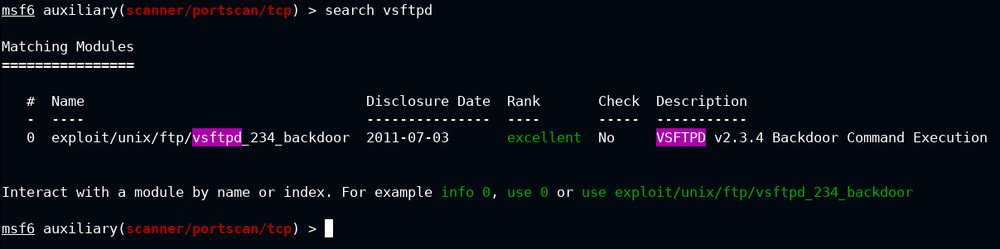 msf6 auxiliary(scanner/portscan/tcp) > search vsftpd
Matching Modules
================
#  Name                                  Disclosure Date  Rank       Check  Description
-  ----                                  ---------------  ----       -----  -----------
0  exploit/unix/ftp/vsftpd_234_backdoor  2011-07-03       excellent  No     VSFTPD v2.3.4 Backdoor Command Execution
Interact with a module by name or index. For example info 0, use 0 or use exploit/unix/ftp/vsftpd_234_backdoor
msf6 auxiliary(scanner/portscan/tcp) >